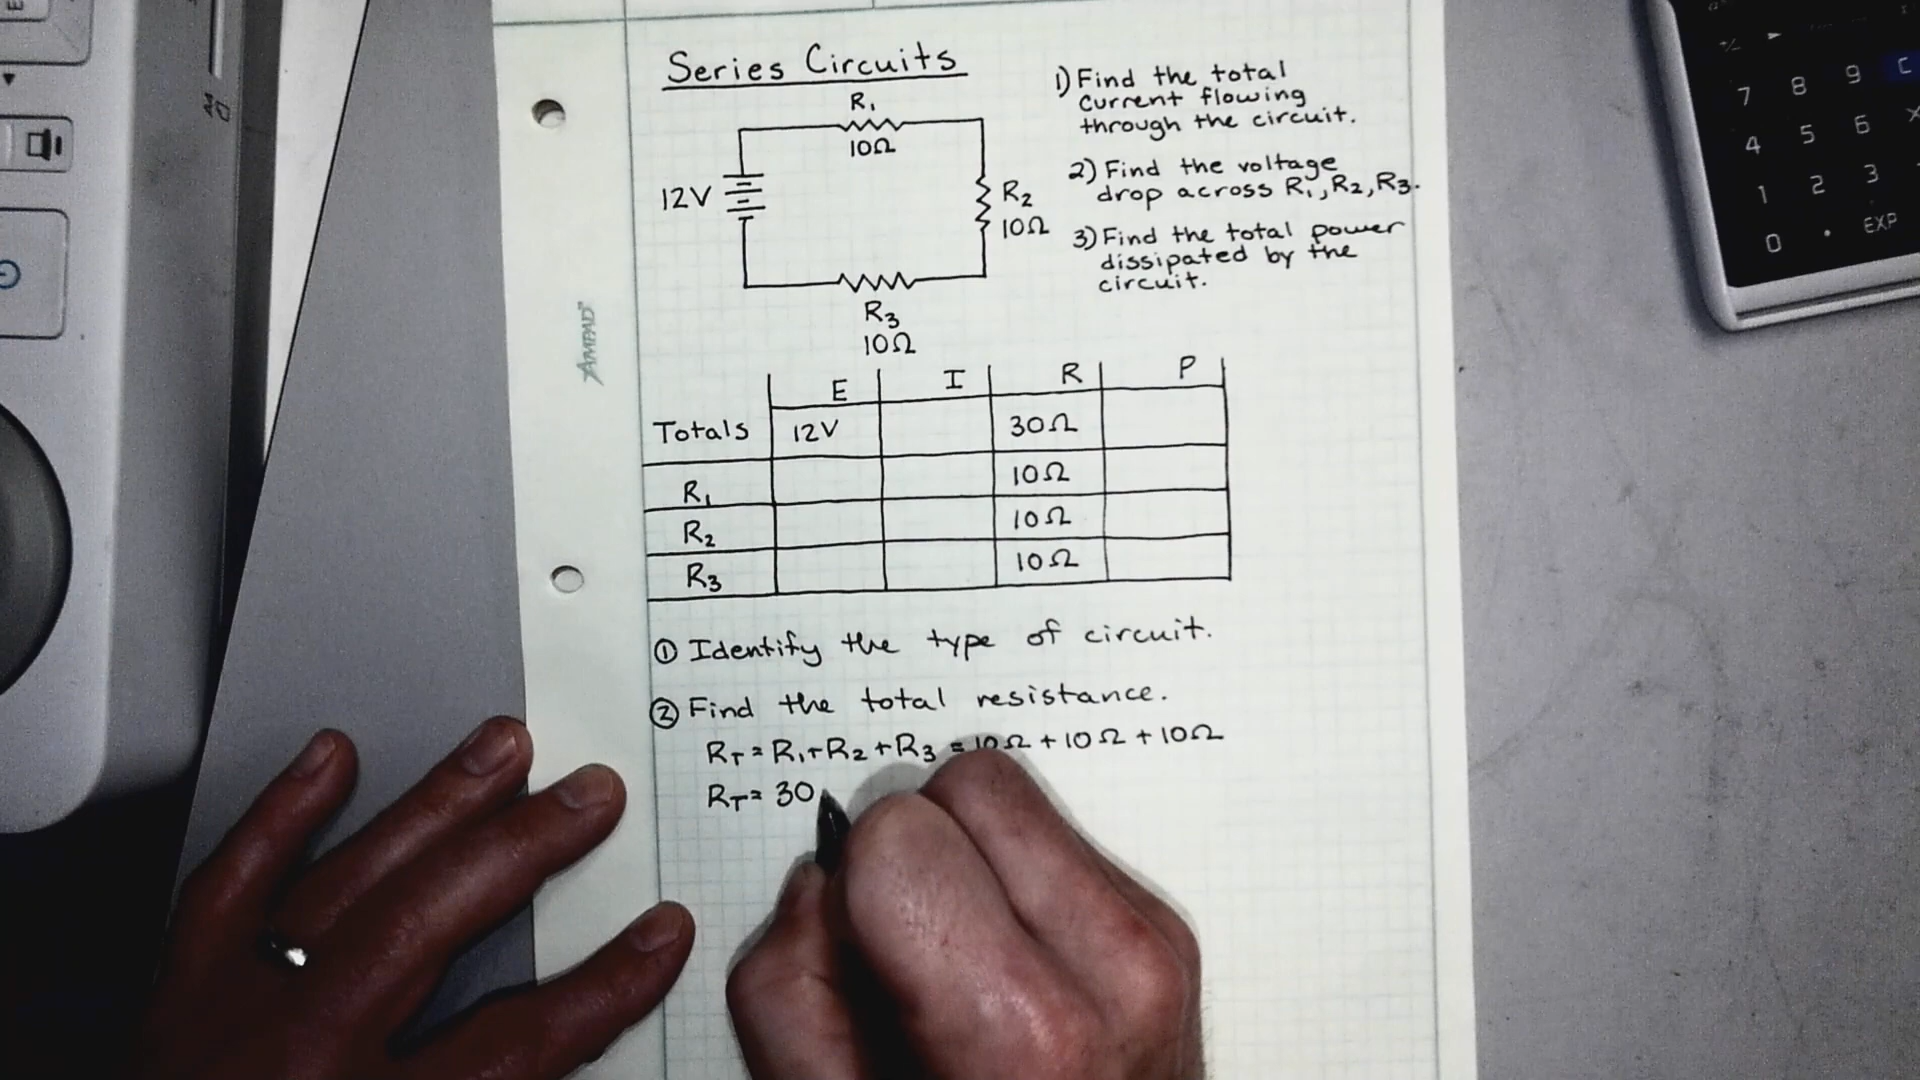 Series Circuits
R1
10Ω
12V
R2
10Ω
R3
10Ω
1) Find the total
current flowing
through the circuit.
2) Find the voltage
drop across R1, R2, R3.
3) Find the total power
dissipated by the
circuit.
E I R P
Totals 12V 30Ω
R1 10Ω
R2 10Ω
R3 10Ω
① Identify the type of circuit.
② Find the total resistance.
RT = R1 + R2 + R3 = 10Ω + 10Ω + 10Ω
RT = 30
AMPAD
7 8 9 C
4 5 6
1 2 3
0 . EXP